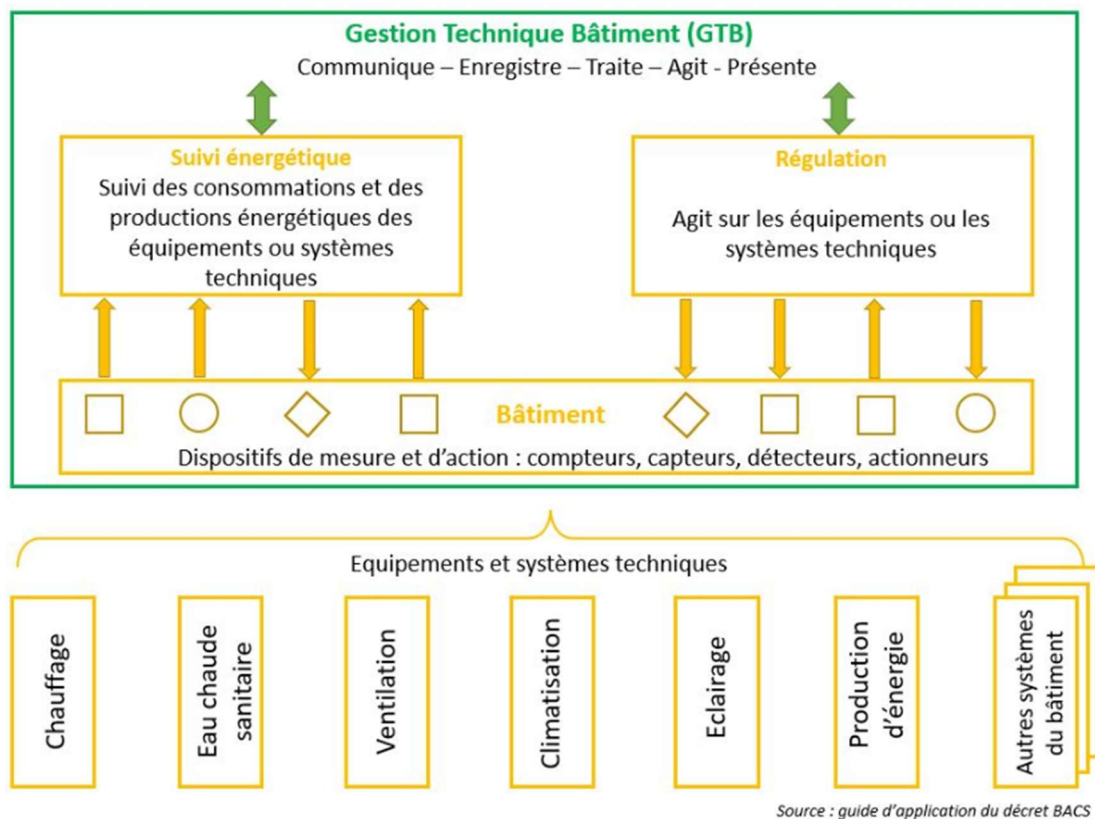 Gestion Technique Bâtiment (GTB)
Communique – Enregistre – Traite – Agit - Présente
Suivi énergétique
Suivi des consommations et des
productions énergétiques des
équipements ou systèmes
techniques
Régulation
Agit sur les équipements ou les
systèmes techniques
Bâtiment
Dispositifs de mesure et d'action : compteurs, capteurs, détecteurs, actionneurs
Equipements et systèmes techniques
Chauffage
Eau chaude
sanitaire
Ventilation
Climatisation
Eclairage
Production
d'énergie
Autres systèmes
du bâtiment
Source : guide d'application du décret BACS